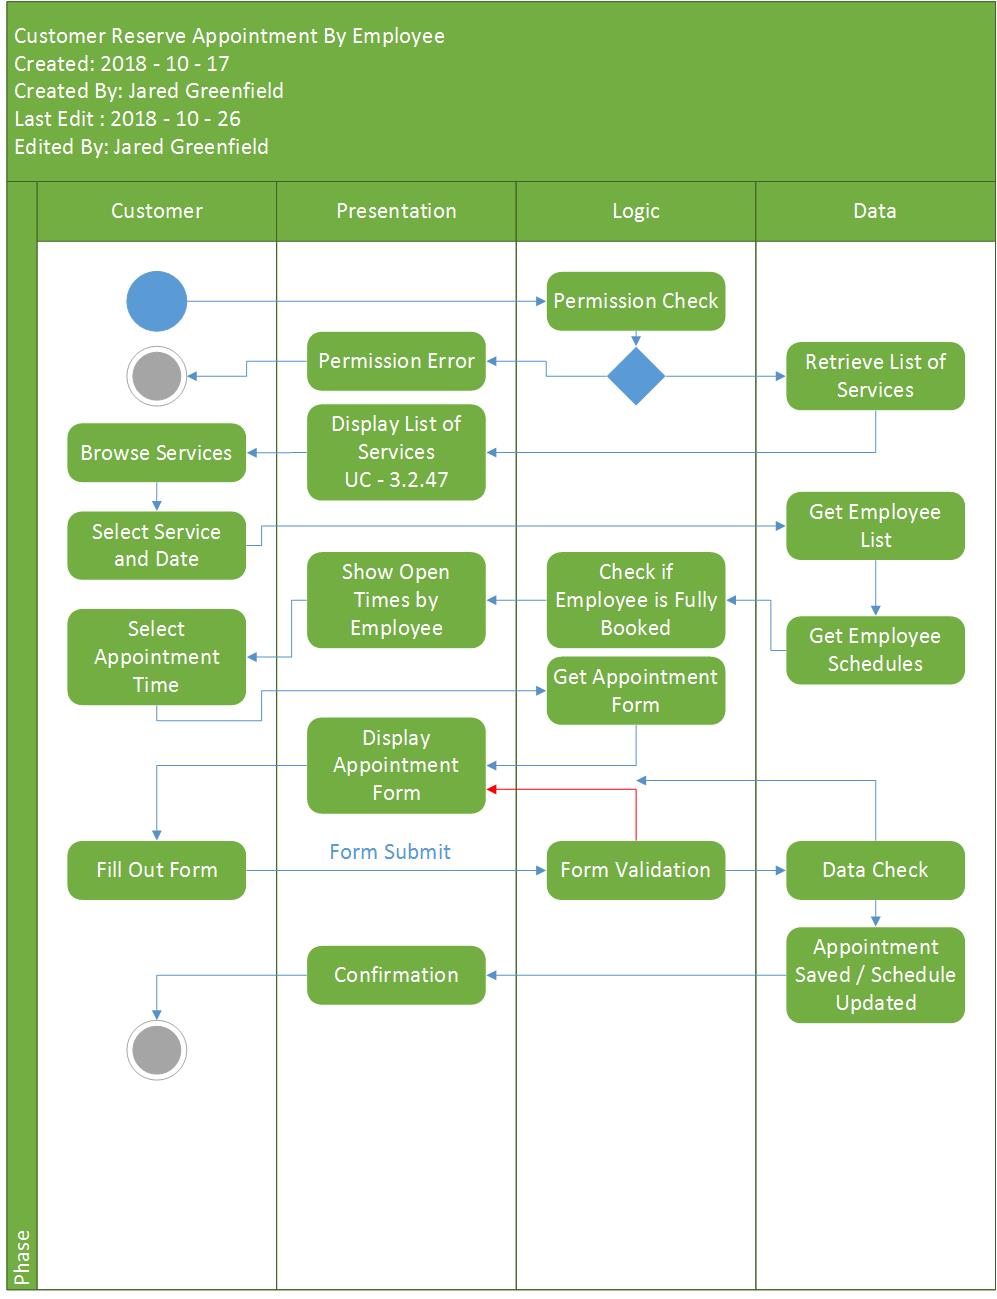 Customer Reserve Appointment By Employee
Created: 2018 - 10 - 17
Created By: Jared Greenfield
Last Edit : 2018 - 10 - 26
Edited By: Jared Greenfield
Customer
Presentation
Logic
Data
Permission Check
Permission Error
Retrieve List of
Services
Display List of
Services
UC - 3.2.47
Browse Services
Select Service
and Date
Get Employee
List
Show Open
Times by
Employee
Check if
Employee is Fully
Booked
Get Employee
Schedules
Select
Appointment
Time
Get Appointment
Form
Display
Appointment
Form
Form Submit
Fill Out Form
Form Validation
Data Check
Appointment
Saved / Schedule
Updated
Confirmation
Phase